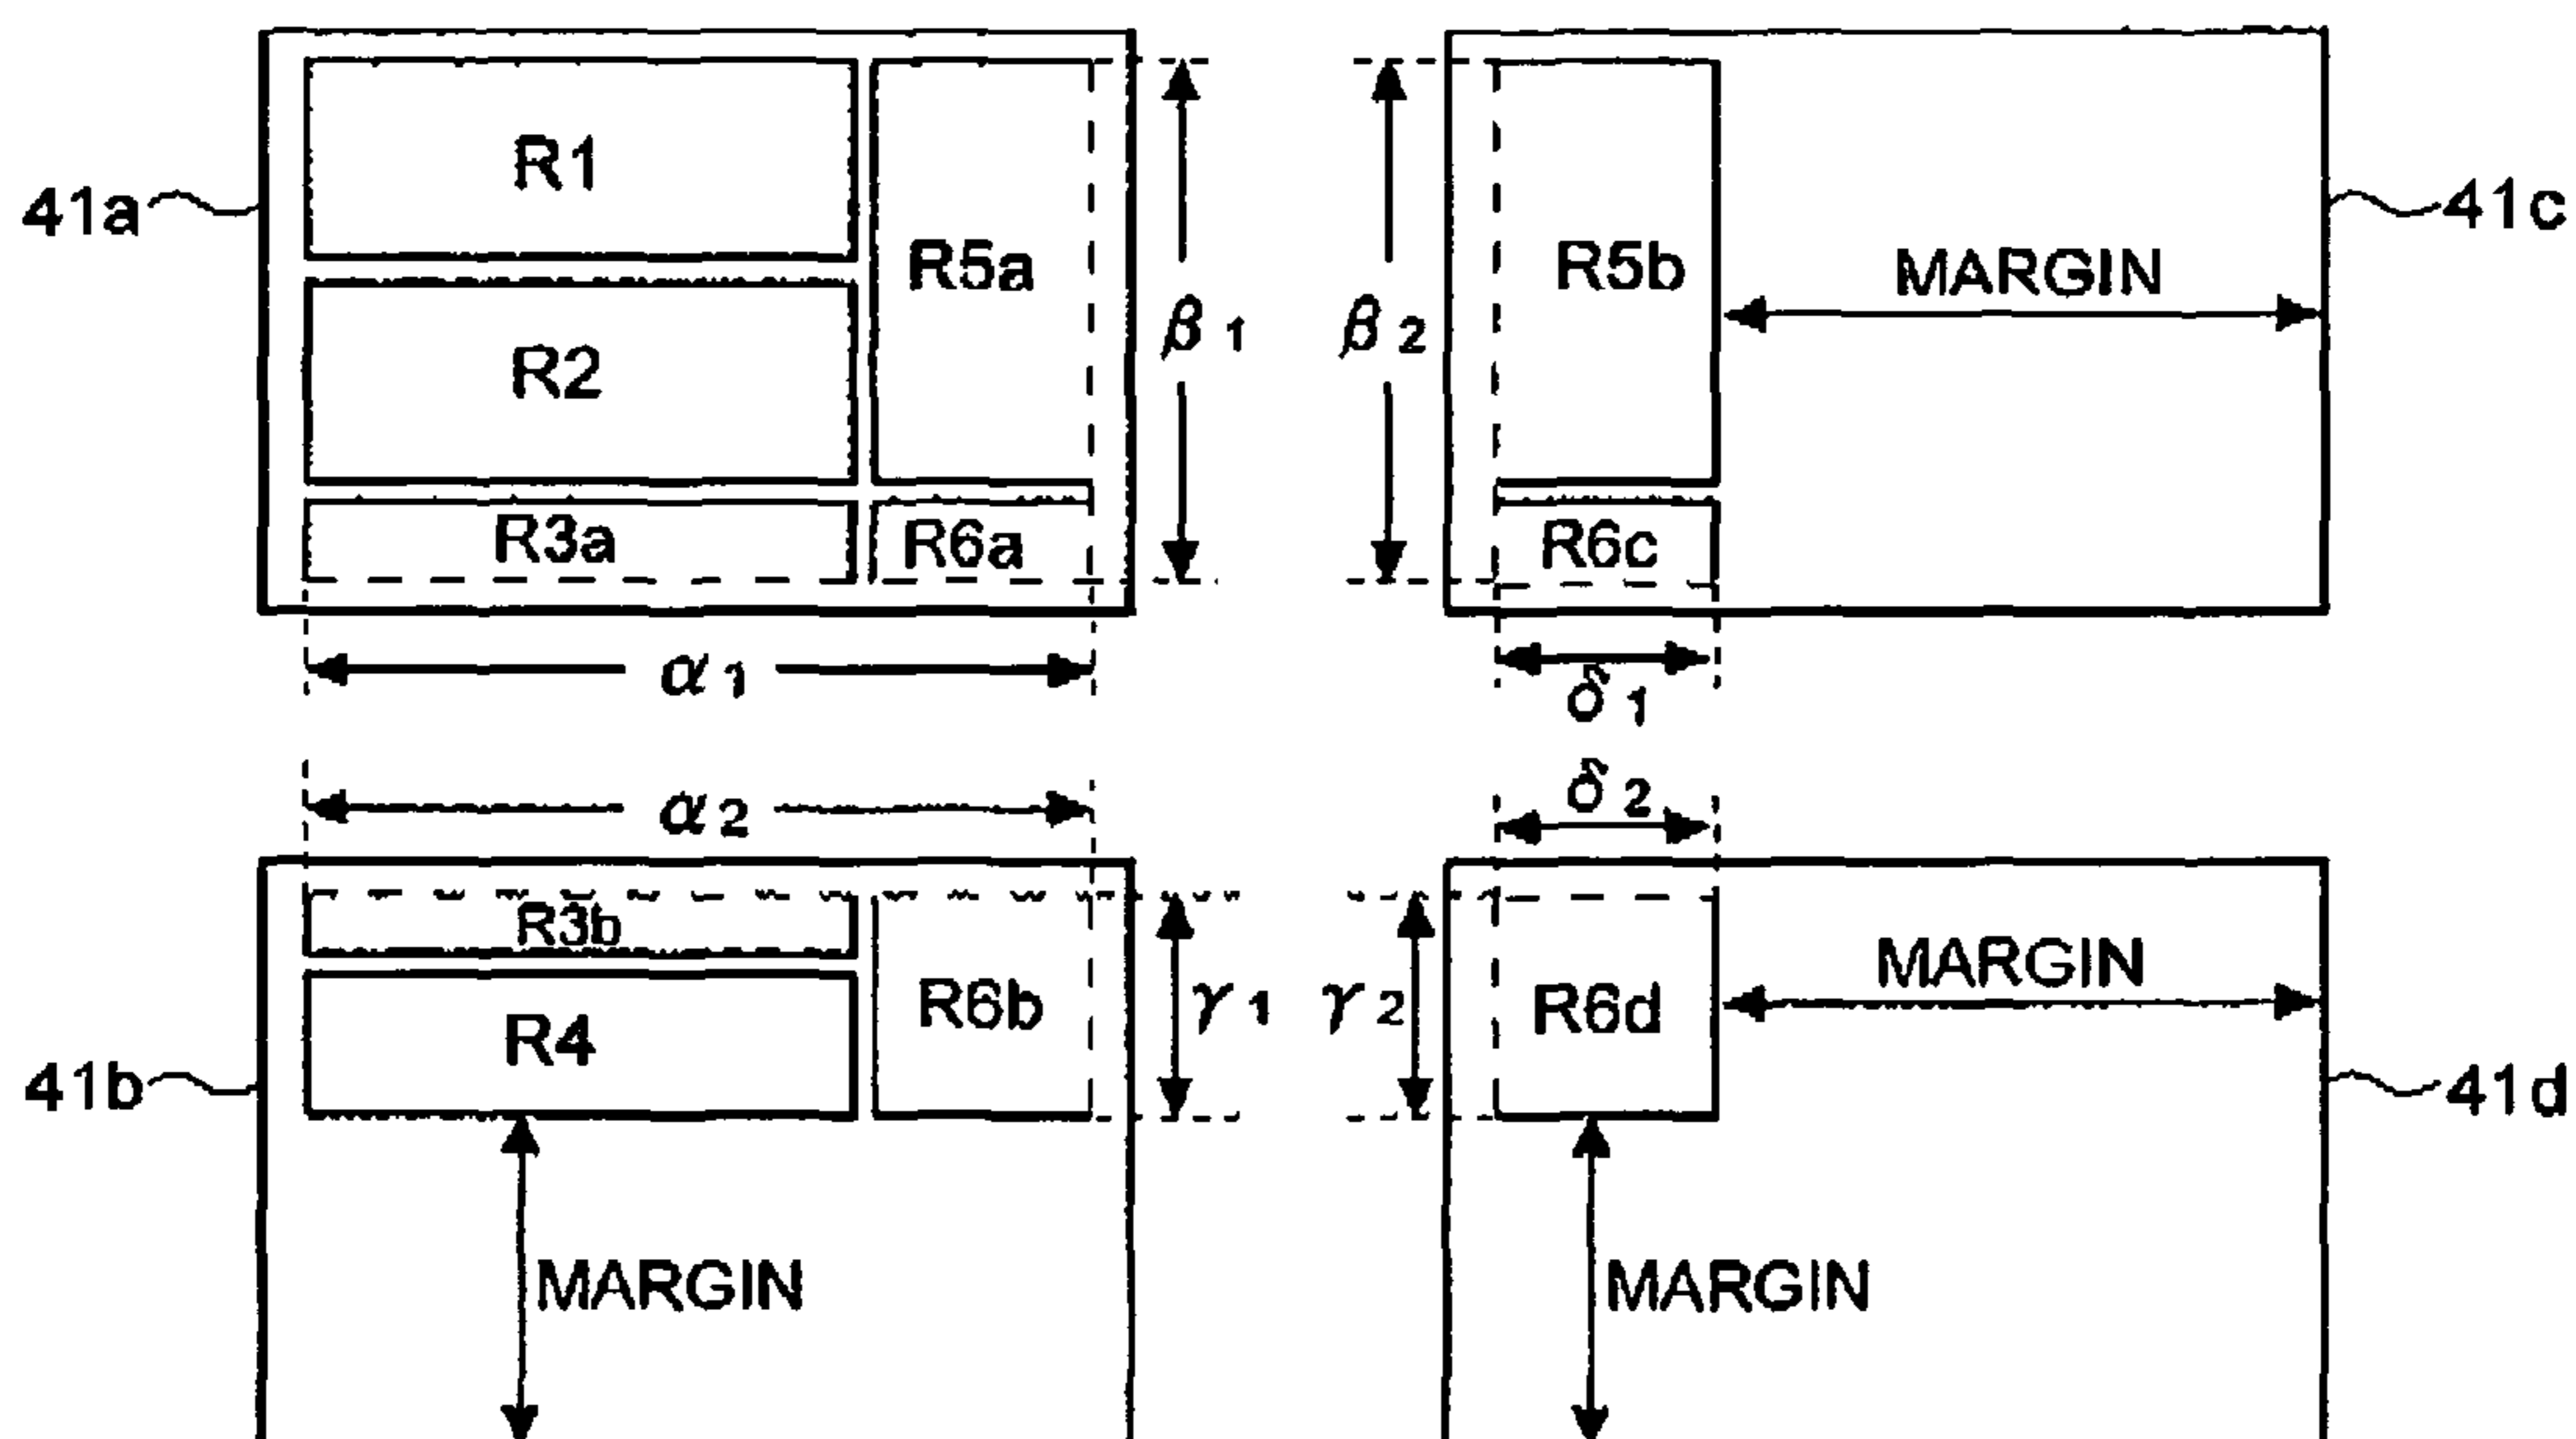 R1
41a
41c
R5a
R5b
MARGIN
β1
β2
R2
R3a
R6a
R6c
α1
δ1
α2
δ2
R3b
R6b
γ1
γ2
R6d
MARGIN
R4
41b
41d
MARGIN
MARGIN